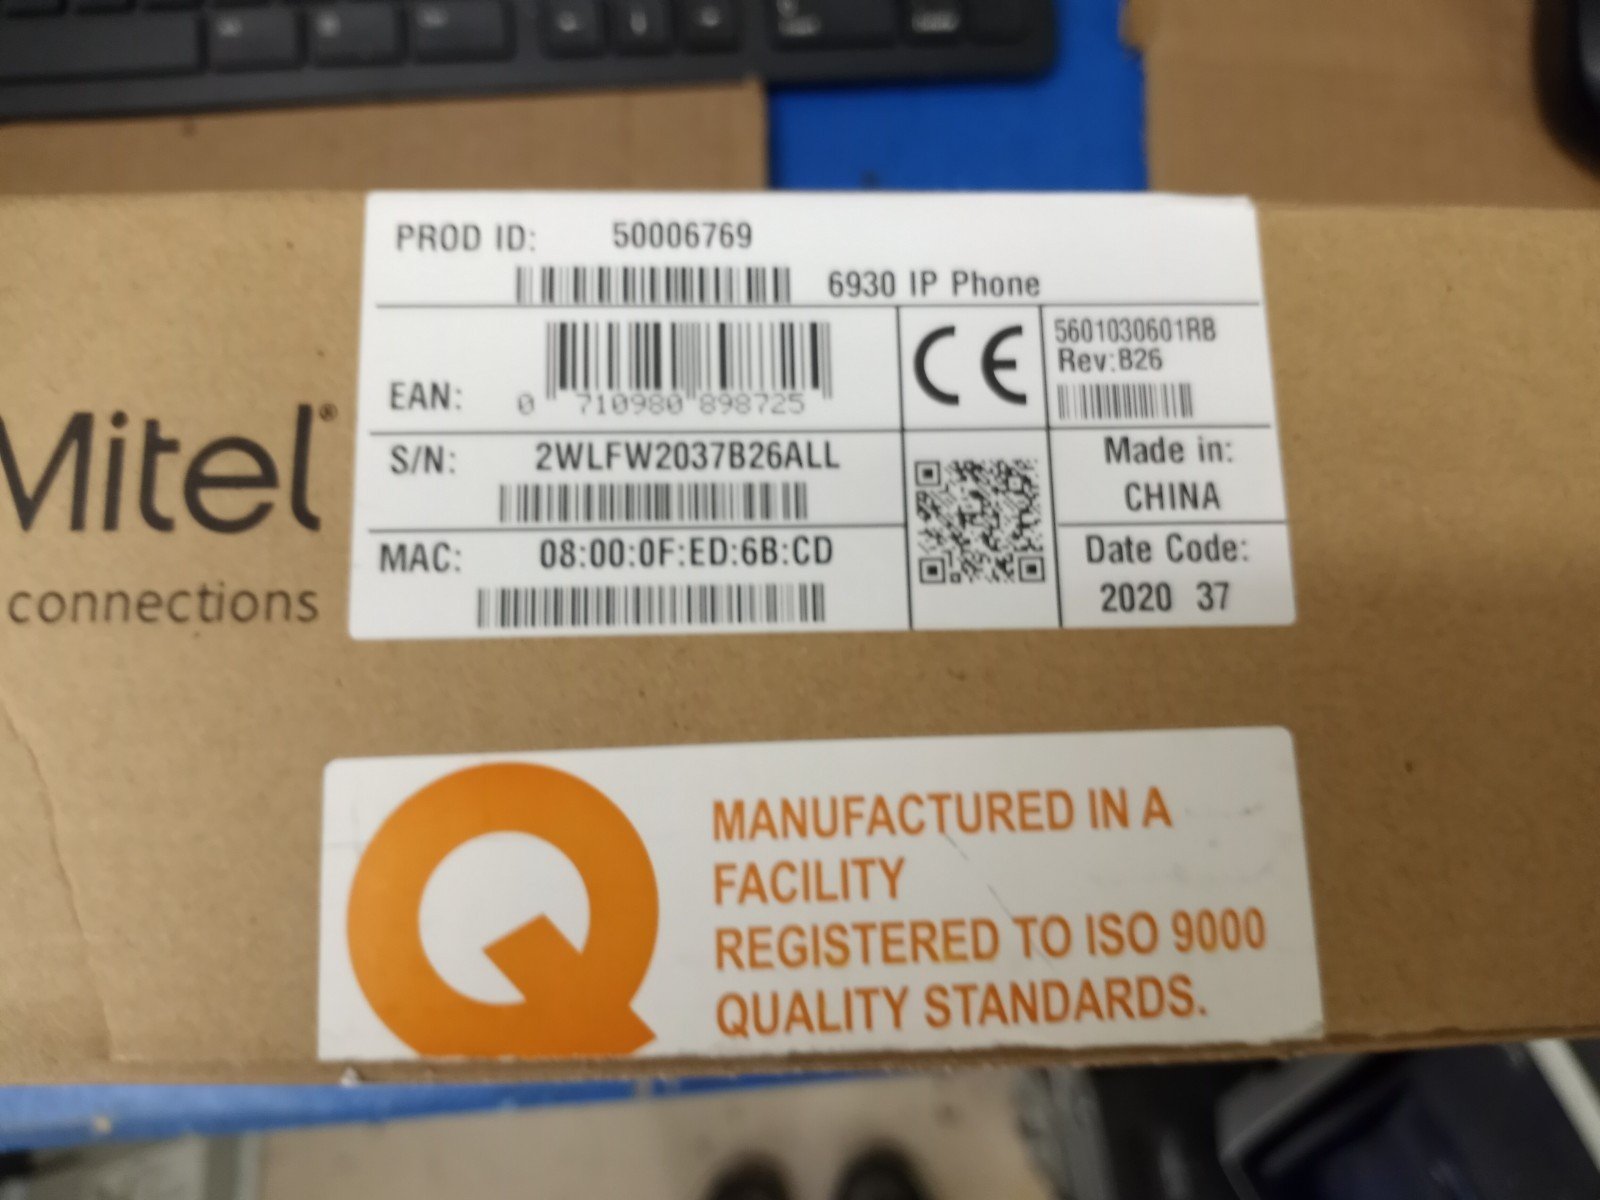 PROD ID: 50006769
6930 IP Phone
EAN: 0 710980 898725
5601030601RB
Rev:B26
S/N: 2WLFW2037B26ALL
Made in:
CHINA
MAC: 08:00:0F:ED:6B:CD
Date Code:
2020 37
Mitel®
connections
MANUFACTURED IN A
FACILITY
REGISTERED TO ISO 9000
QUALITY STANDARDS.